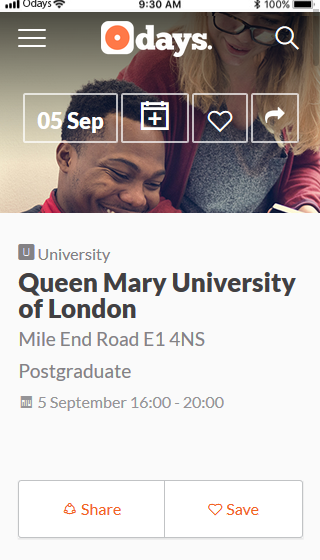 Odays
9:30 AM
100%
Odays.
05 Sep
U University
Queen Mary University
of London
Mile End Road E1 4NS
Postgraduate
5 September 16:00 - 20:00
Share
Save